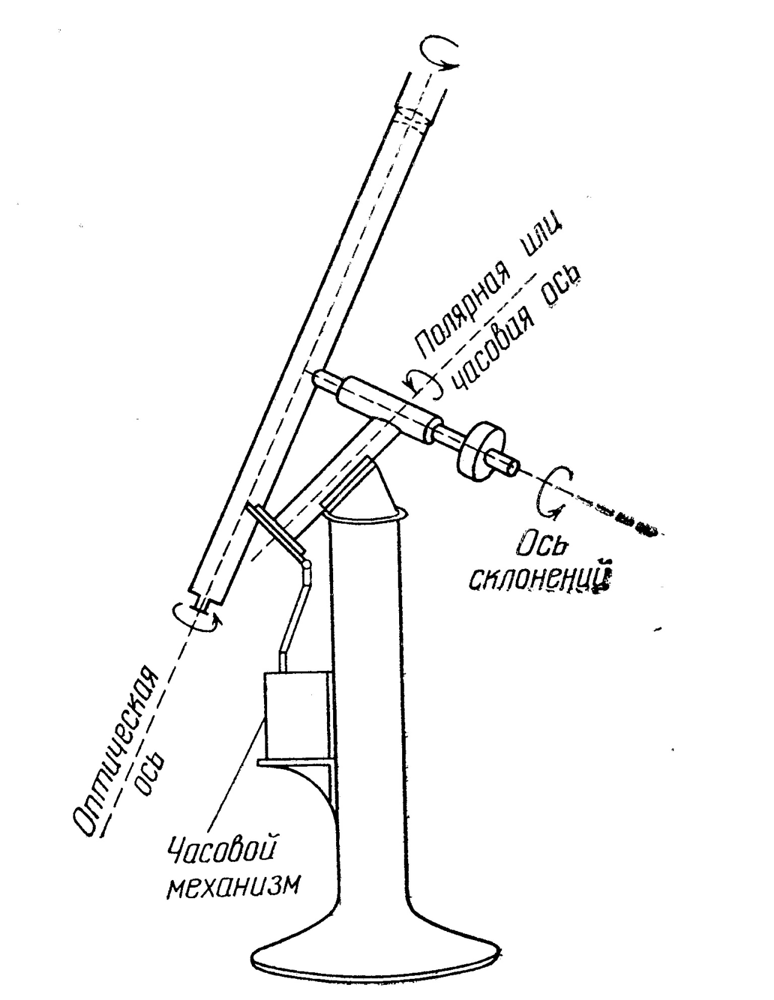 Полярная или
часовая ось
Ось
склонений
Оптическая
ось
Часовой
механизм